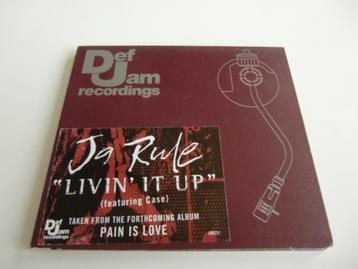 Def
Jam
recordings
Ja Rule
"LIVIN' IT UP"
(featuring Case)
TAKEN FROM THE FORTHCOMING ALBUM
PAIN IS LOVE
Def
Jam
recordings